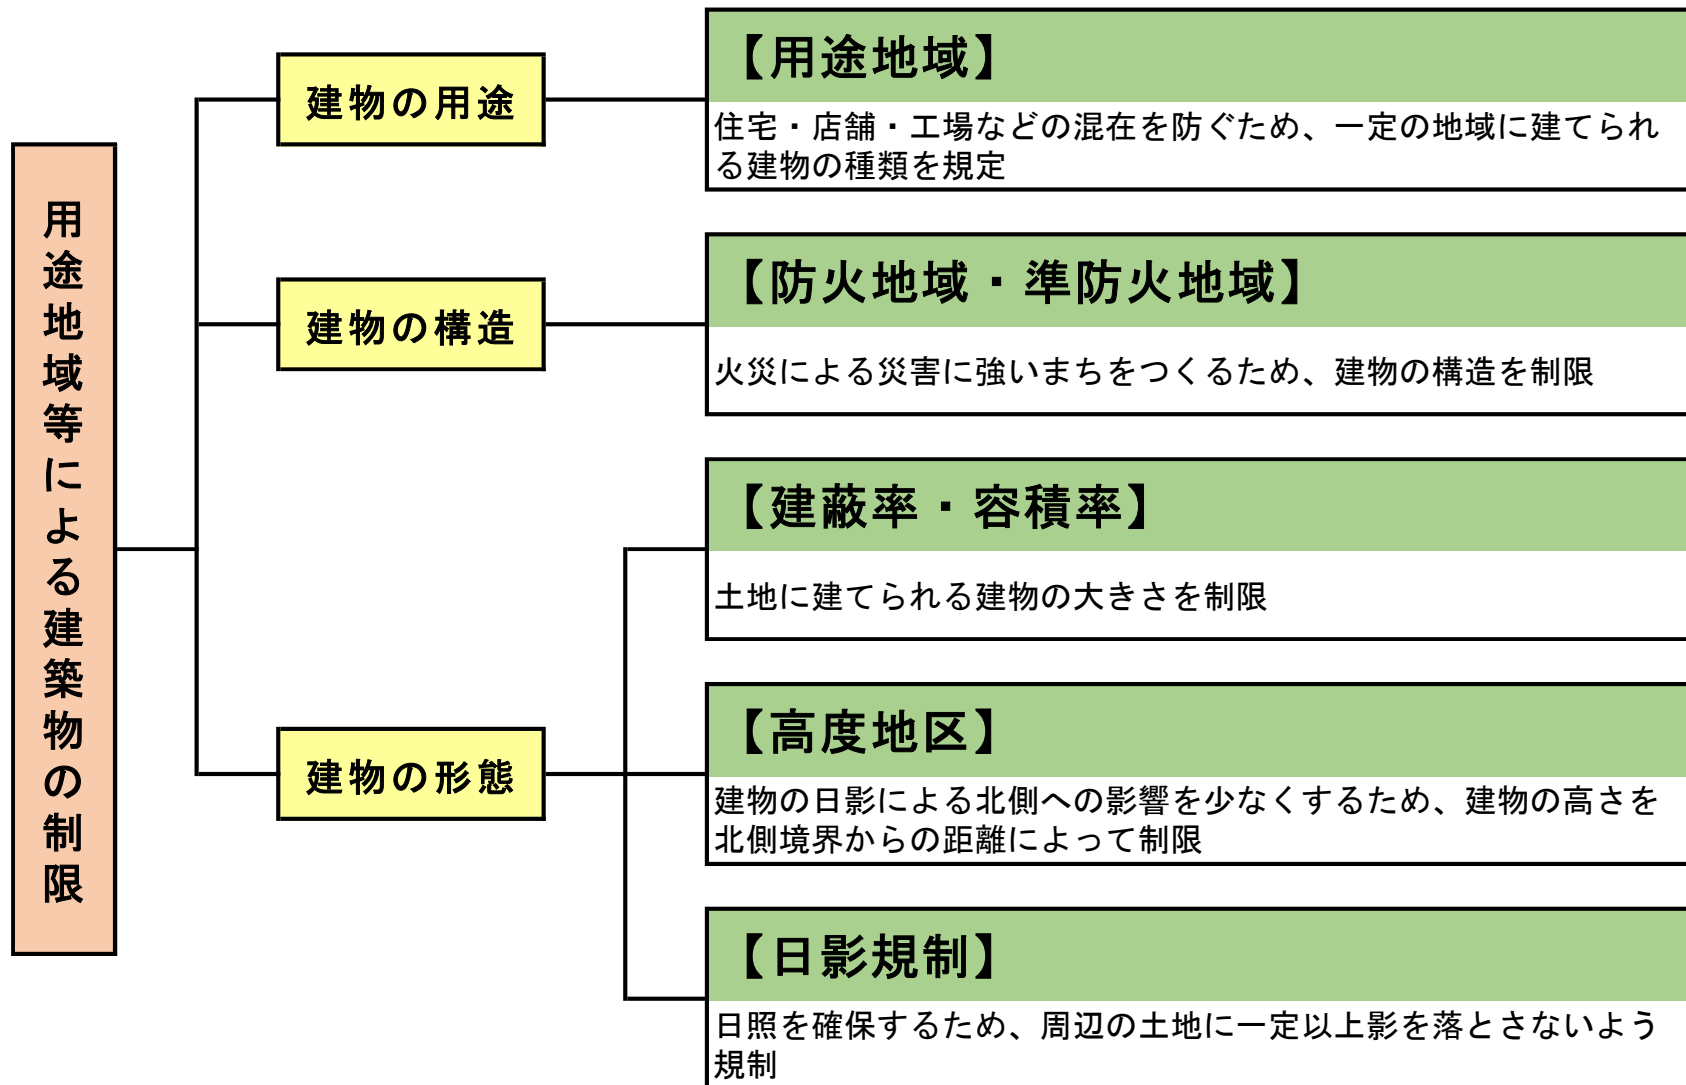 用途地域等による建築物の制限
建物の用途
【用途地域】
住宅・店舗・工場などの混在を防ぐため、一定の地域に建てられ
る建物の種類を規定
建物の構造
【防火地域・準防火地域】
火災による災害に強いまちをつくるため、建物の構造を制限
建物の形態
【建蔽率・容積率】
土地に建てられる建物の大きさを制限
【高度地区】
建物の日影による北側への影響を少なくするため、建物の高さを
北側境界からの距離によって制限
【日影規制】
日照を確保するため、周辺の土地に一定以上影を落とさないよう
規制